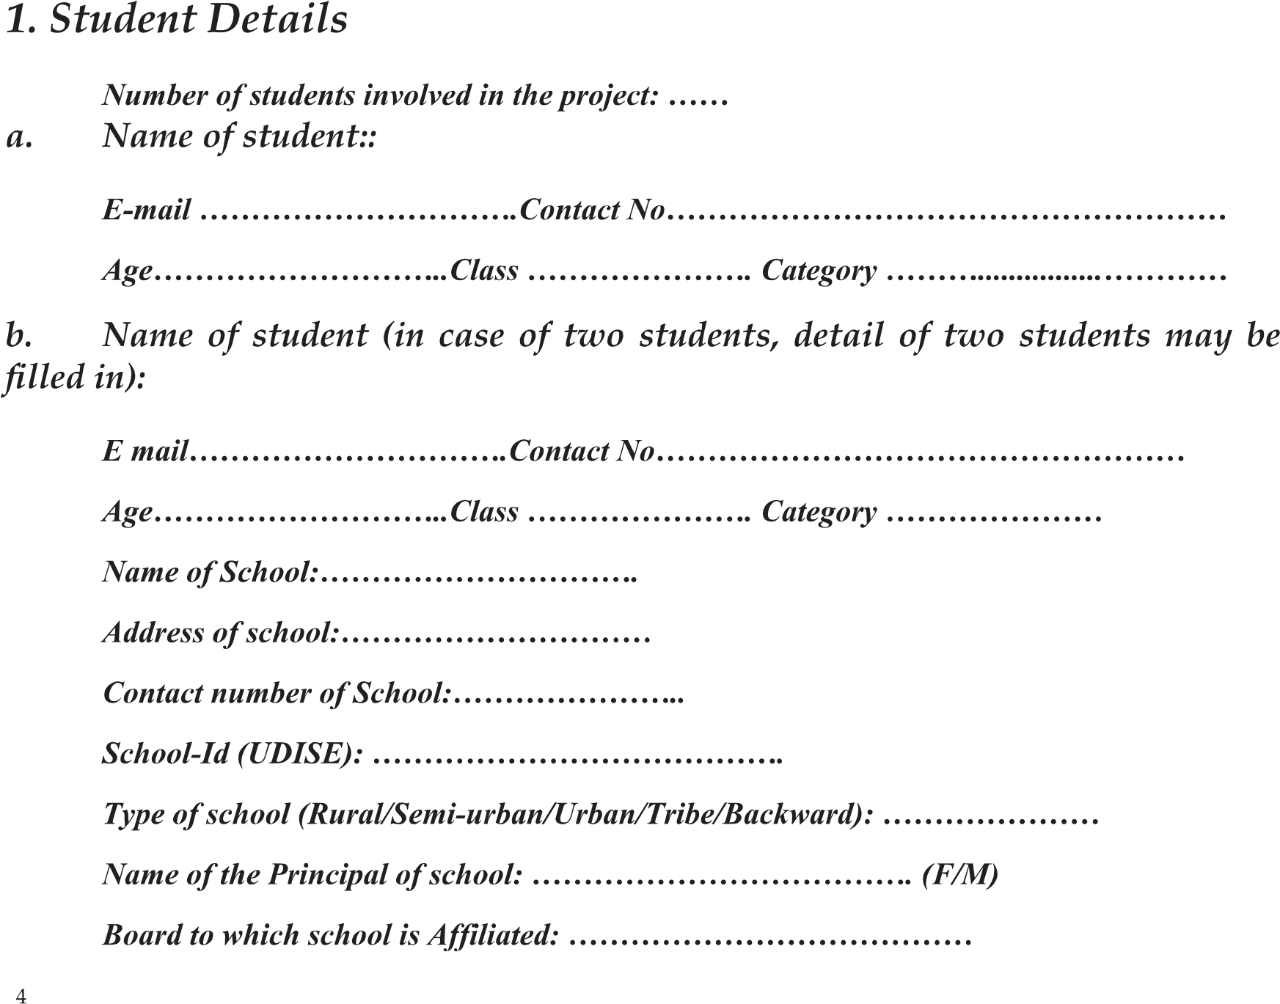 1. Student Details
Number of students involved in the project: ……
a. Name of student::
E-mail ………………………….Contact No………………………………………………
Age………………………...Class …………………. Category ………................…………
b. Name of student (in case of two students, detail of two students may be
filled in):
E mail………………………….Contact No……………………………………………
Age………………………...Class …………………. Category …………………
Name of School:………………………….
Address of school:…………………………
Contact number of School:…………………..
School-Id (UDISE): ………………………………….
Type of school (Rural/Semi-urban/Urban/Tribe/Backward): …………………
Name of the Principal of school: ………………………………. (F/M)
Board to which school is Affiliated: …………………………………
4